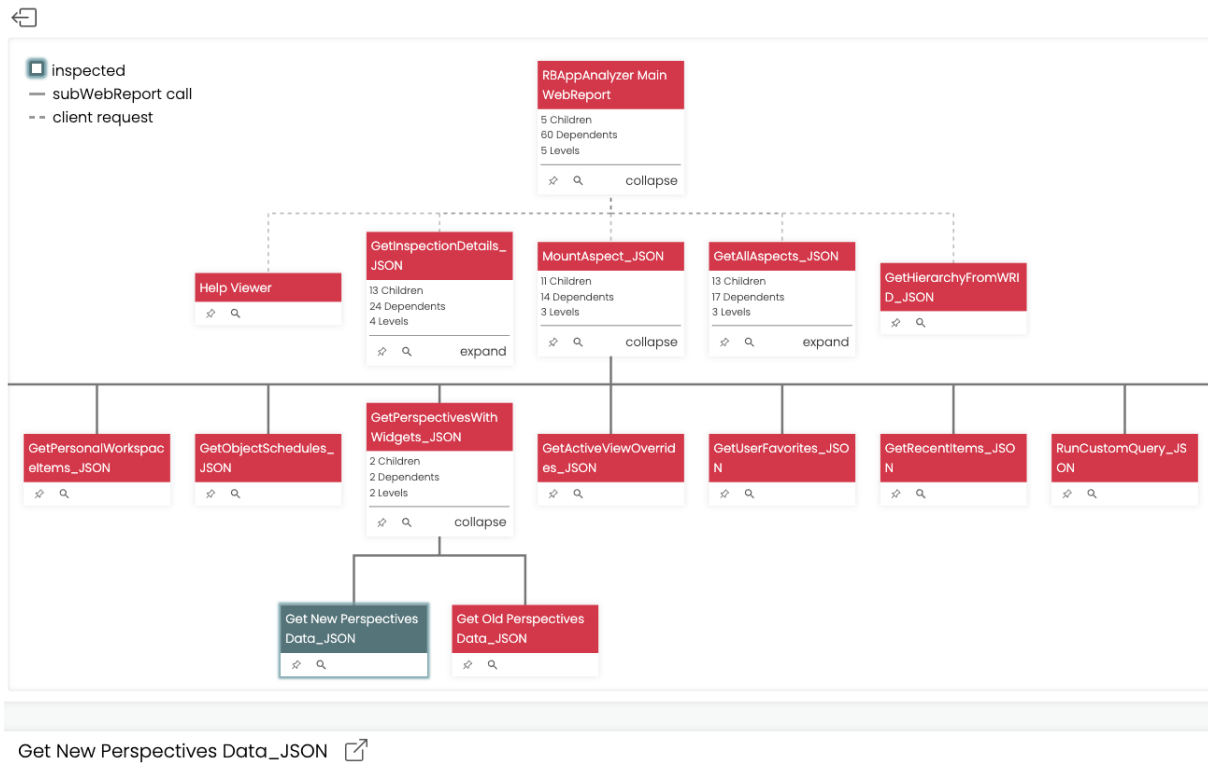 inspected
subWebReport call
client request
RBAppAnalyzer Main
WebReport
5 Children
60 Dependents
5 Levels
collapse
Help Viewer
GetInspectionDetails_
JSON
13 Children
24 Dependents
4 Levels
expand
MountAspect_JSON
11 Children
14 Dependents
3 Levels
collapse
GetAllAspects_JSON
13 Children
17 Dependents
3 Levels
expand
GetHierarchyFromWRI
D_JSON
GetPersonalWorkspac
eItems_JSON
GetObjectSchedules_
JSON
GetPerspectivesWith
Widgets_JSON
2 Children
2 Dependents
2 Levels
collapse
GetActiveViewOverrid
es_JSON
GetUserFavorites_JSO
N
GetRecentItems_JSO
N
RunCustomQuery_JS
ON
Get New Perspectives
Data_JSON
Get Old Perspectives
Data_JSON
Get New Perspectives Data_JSON